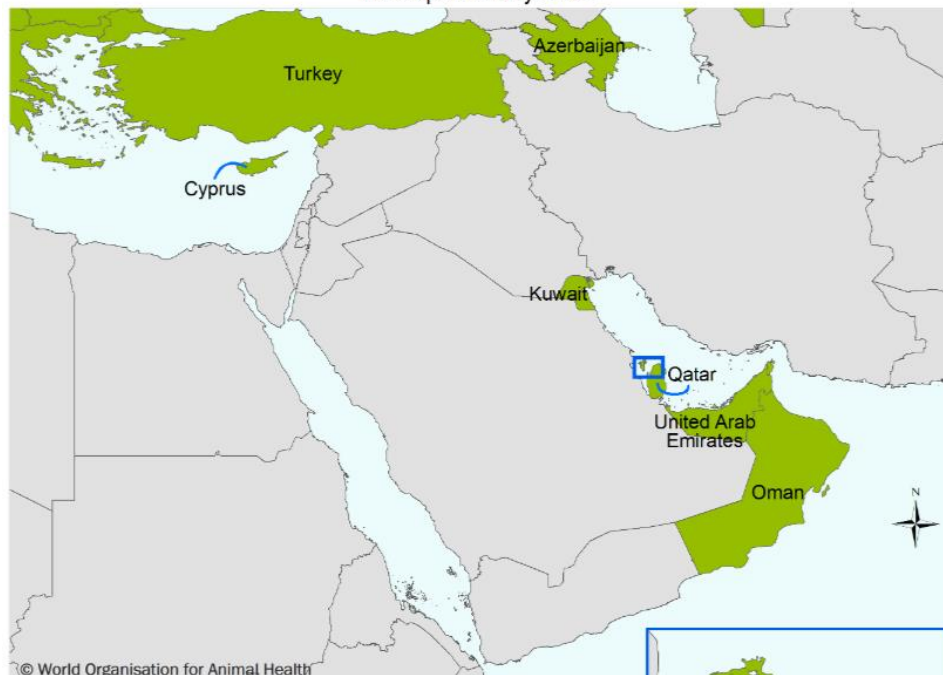 Azerbaijan
Turkey
Cyprus
Kuwait
Qatar
United Arab
Emirates
Oman
N
© World Organisation for Animal Health